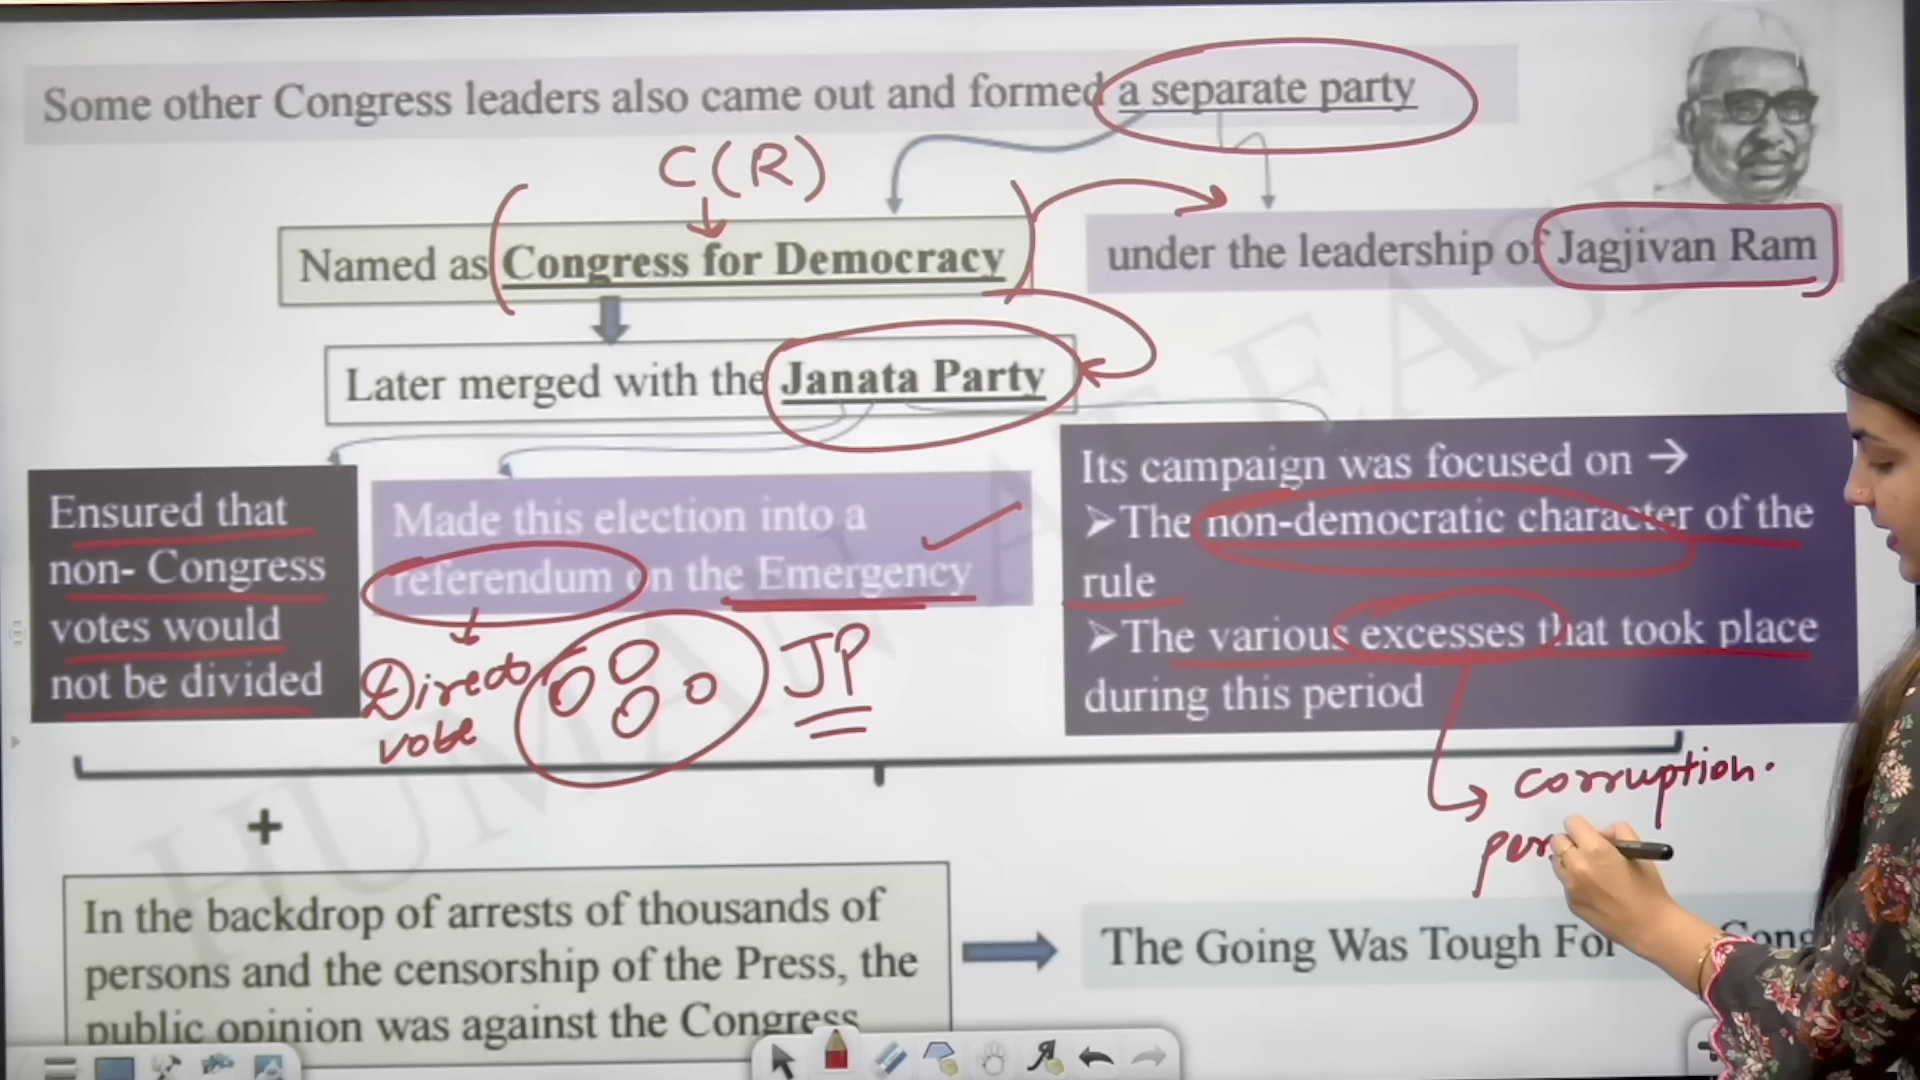 Some other Congress leaders also came out and formed a separate party
C(R)
Named as Congress for Democracy
under the leadership of Jagjivan Ram
Later merged with the Janata Party
Ensured that
non- Congress
votes would
not be divided
Made this election into a
referendum on the Emergency
Direct
vote
JP
Its campaign was focused on →
➢The non-democratic character of the
rule
➢The various excesses that took place
during this period
corruption.
per
+
In the backdrop of arrests of thousands of
persons and the censorship of the Press, the
public opinion was against the Congress
The Going Was Tough For Cong
HUMAN AT EASE